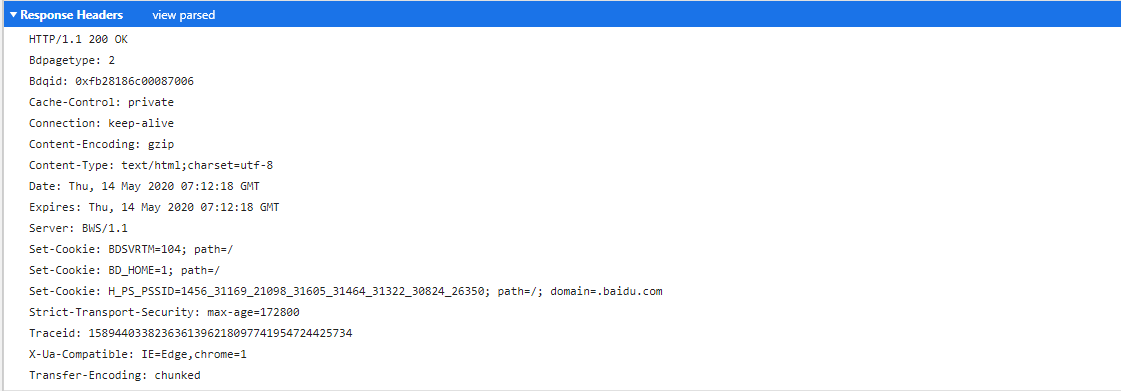 Response Headers view parsed
HTTP/1.1 200 OK
Bdpagetype: 2
Bdqid: 0xfb28186c00087006
Cache-Control: private
Connection: keep-alive
Content-Encoding: gzip
Content-Type: text/html;charset=utf-8
Date: Thu, 14 May 2020 07:12:18 GMT
Expires: Thu, 14 May 2020 07:12:18 GMT
Server: BWS/1.1
Set-Cookie: BDSVRTM=104; path=/
Set-Cookie: BD_HOME=1; path=/
Set-Cookie: H_PS_PSSID=1456_31169_21098_31605_31464_31322_30824_26350; path=/; domain=.baidu.com
Strict-Transport-Security: max-age=172800
Traceid: 1589440338236361396218097741954724425734
X-Ua-Compatible: IE=Edge,chrome=1
Transfer-Encoding: chunked